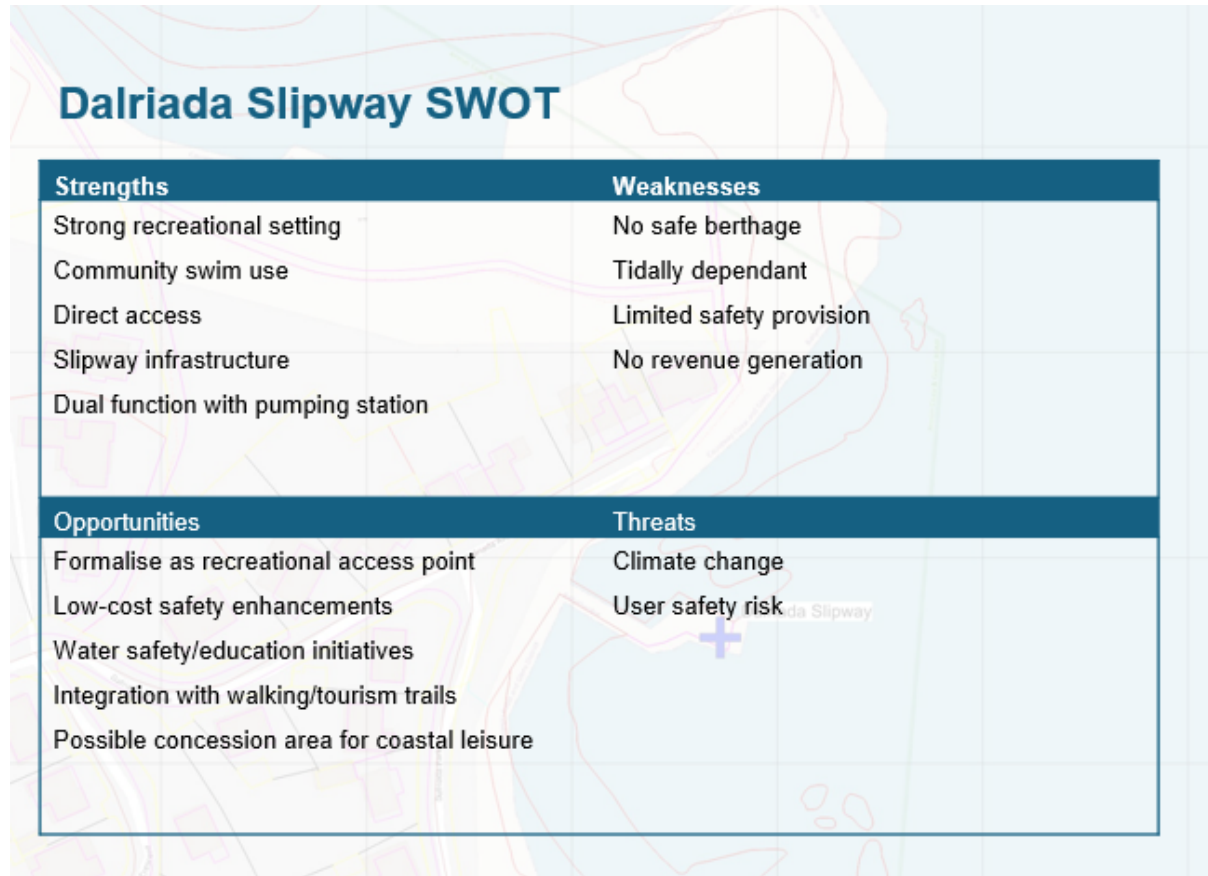 Dalriada Slipway SWOT
Strengths
Weaknesses
Strong recreational setting
No safe berthage
Community swim use
Tidally dependant
Direct access
Limited safety provision
Slipway infrastructure
No revenue generation
Dual function with pumping station
Opportunities
Threats
Formalise as recreational access point
Climate change
Low-cost safety enhancements
User safety risk
Slipway
Water safety/education initiatives
Integration with walking/tourism trails
Possible concession area for coastal leisure